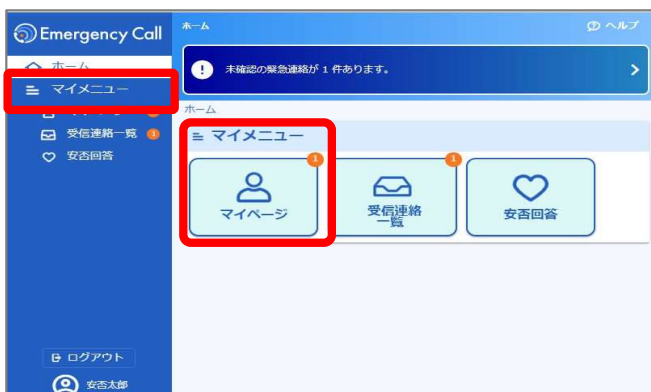 Emergency Call
ホーム
マイメニュー
受信連絡一覧 1
安否回答
ログアウト
安否太郎
ホーム
ヘルプ
未確認の緊急連絡が 1 件あります。
ホーム
マイメニュー
1
マイページ
1
受信連絡
一覧
安否回答